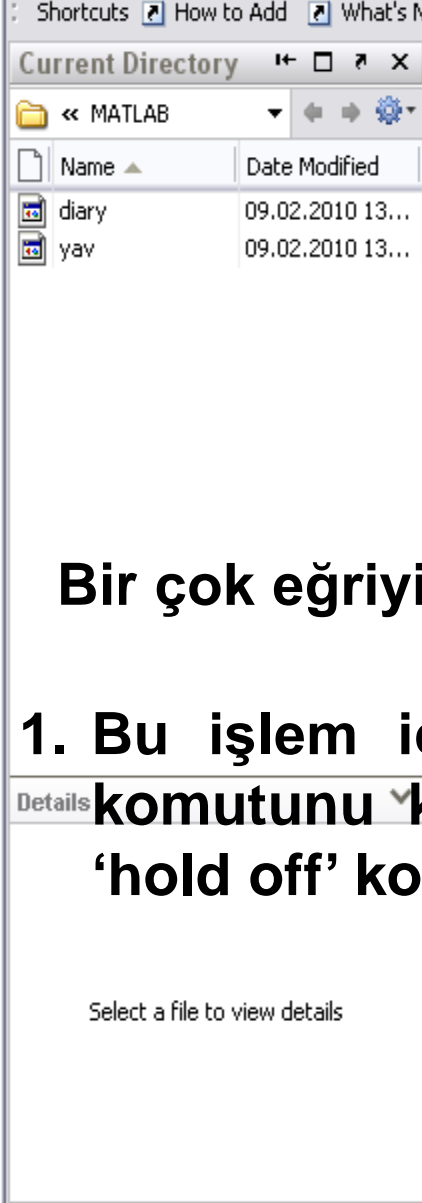 Shortcuts How to Add What's
Current Directory
« MATLAB
Name Date Modified
diary 09.02.2010 13...
yav 09.02.2010 13...
Bir çok eğriyi
1. Bu işlem
Details komutunu
‘hold off’ ko
Select a file to view details